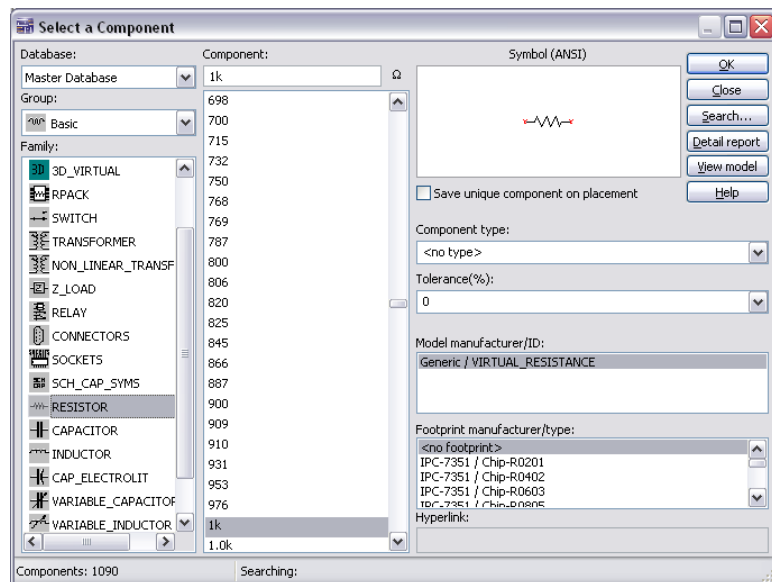 Select a Component
Database:
Master Database
Group:
Basic
Family:
3D 3D_VIRTUAL
RPACK
SWITCH
TRANSFORMER
NON_LINEAR_TRANSF
Z_LOAD
RELAY
CONNECTORS
SOCKETS
SCH_CAP_SYMS
RESISTOR
CAPACITOR
INDUCTOR
CAP_ELECTROLIT
VARIABLE_CAPACITOR
VARIABLE_INDUCTOR
Component:
1k Ω
698
700
715
732
750
768
769
787
800
806
820
825
845
866
887
900
909
910
931
953
976
1k
1.0k
Symbol (ANSI)
Save unique component on placement
Component type:
<no type>
Tolerance(%):
0
Model manufacturer/ID:
Generic / VIRTUAL_RESISTANCE
Footprint manufacturer/type:
<no footprint>
IPC-7351 / Chip-R0201
IPC-7351 / Chip-R0402
IPC-7351 / Chip-R0603
IPC-7351 / Chip-R0805
Hyperlink:
OK
Close
Search...
Detail report
View model
Help
Components: 1090
Searching: